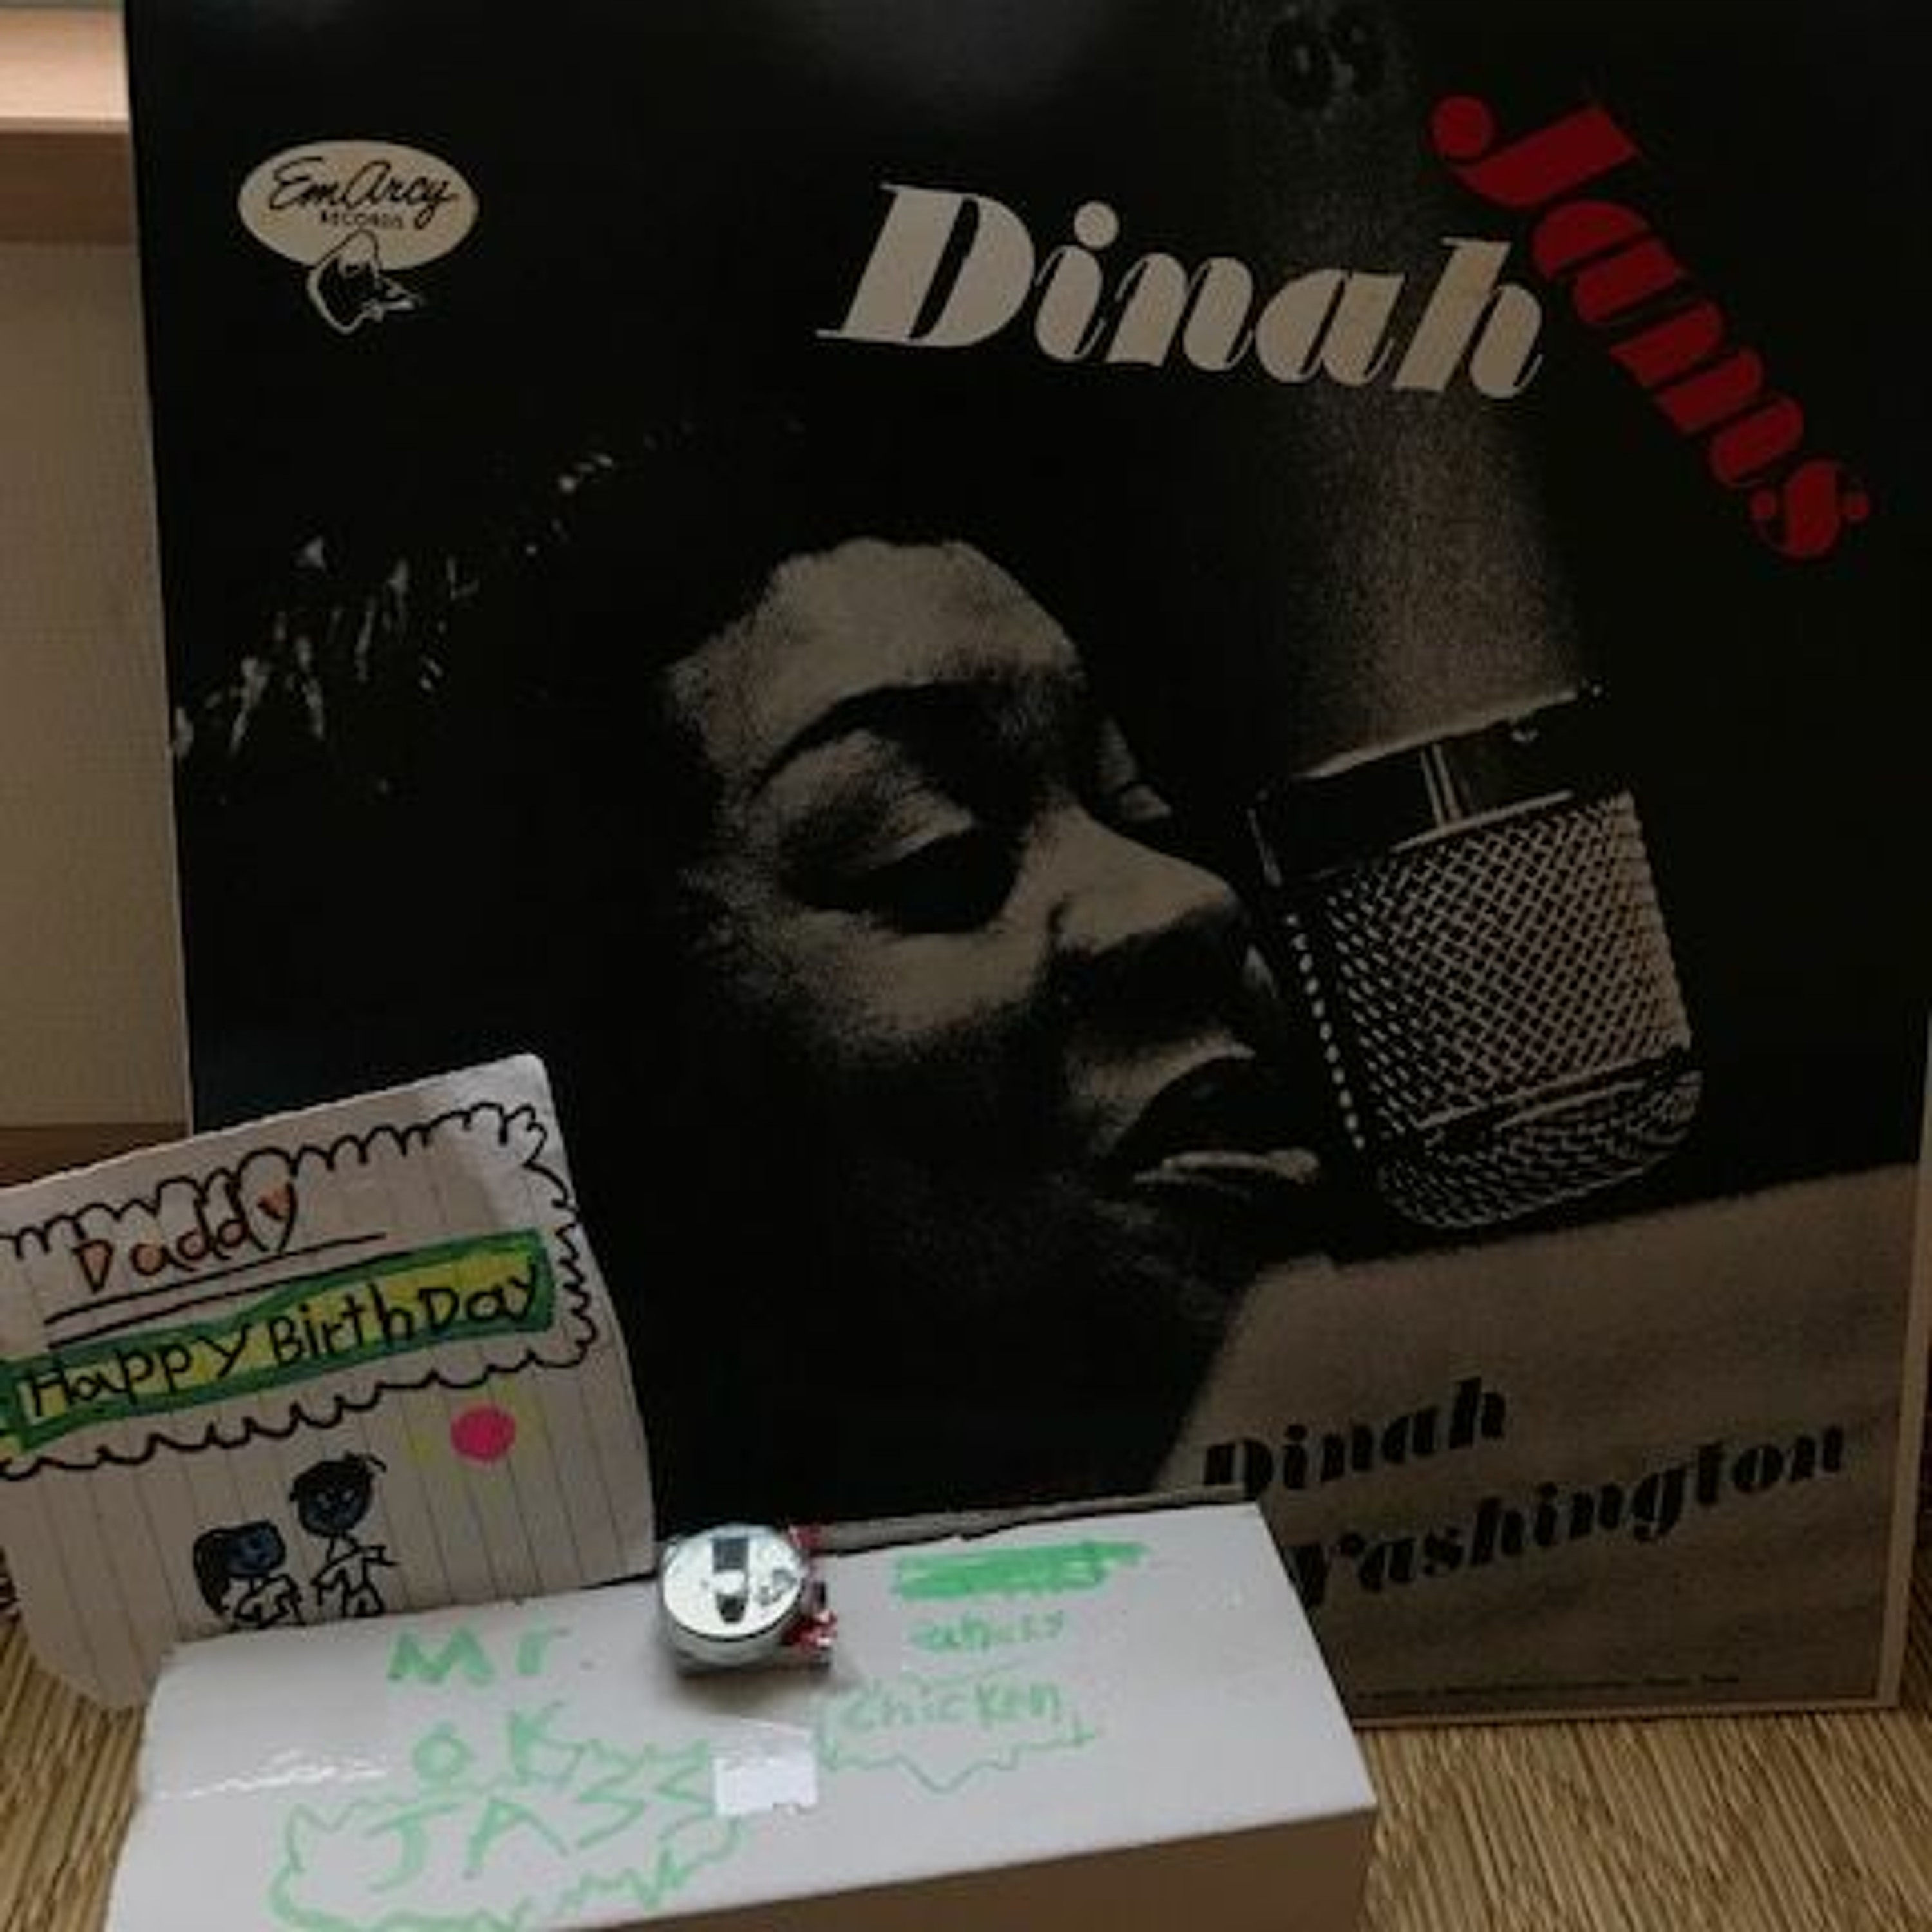 EmArcy
RECORDS
Dinah
Jams
Dinah
Washington
Daddy
Happy BirthDay
Mr.
OK
JAZZ
Chicken